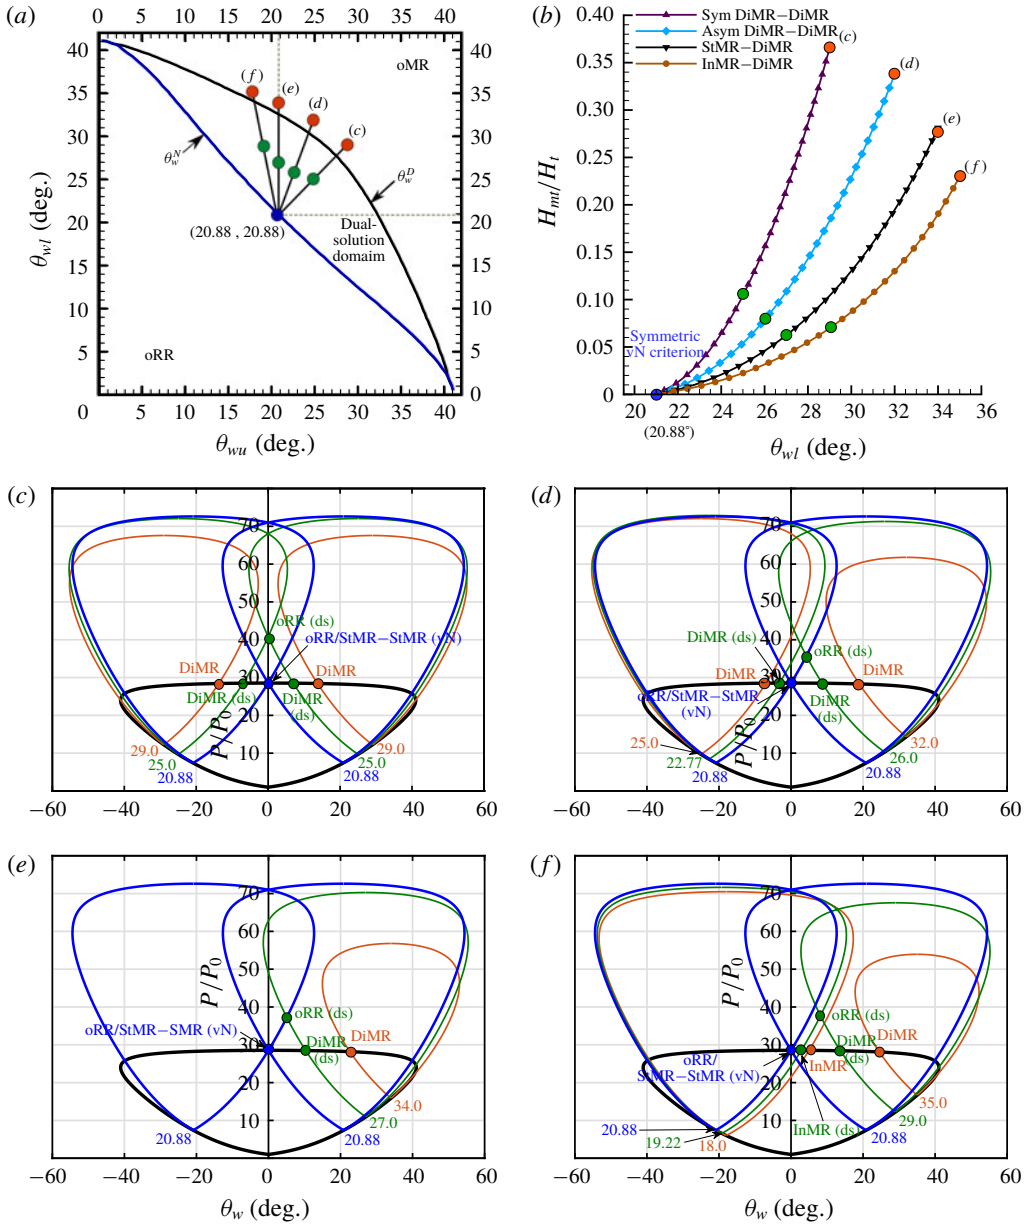 (a)
0 5 10 15 20 25 30 35 40
40
35
30
25
20
15
10
5
0
θwl (deg.)
40
30
20
10
0
oMR
(f)
(e)
(d)
(c)
θwN
θwD
(20.88 , 20.88)
Dual-
solution
domain
oRR
0 5 10 15 20 25 30 35 40
θwu (deg.)
(b)
0.40
0.35
0.30
0.25
0.20
0.15
0.10
0.05
0
Hmt/Ht
Sym DiMR−DiMR
Asym DiMR−DiMR
StMR−DiMR
InMR−DiMR
(c)
(d)
(e)
(f)
Symmetric
vN criterion
20 22 24 26 28 30 32 34 36
(20.88°)
θwl (deg.)
(c)
70
60
50
40
30
20
10
P/P0
oRR (ds)
oRR/StMR−StMR (vN)
DiMR
DiMR
DiMR (ds)
DiMR
(ds)
29.0
25.0
20.88
29.0
25.0
20.88
−60 −40 −20 0 20 40 60
(d)
70
60
50
40
30
20
10
P/P0
DiMR (ds)
oRR (ds)
DiMR
DiMR
oRR/StMR−StMR
(vN)
DiMR
(ds)
25.0
22.77
20.88
32.0
26.0
20.88
−60 −40 −20 0 20 40 60
(e)
70
60
50
40
30
20
10
P/P0
oRR (ds)
oRR/StMR−SMR (vN)
DiMR
(ds)
DiMR
34.0
27.0
20.88
20.88
−60 −40 −20 0 20 40 60
θw (deg.)
(f)
70
60
50
40
30
20
10
P/P0
oRR (ds)
DiMR
DiMR
(ds)
oRR/
StMR−StMR (vN)
InMR
InMR (ds)
35.0
29.0
20.88
20.88
19.22
18.0
−60 −40 −20 0 20 40 60
θw (deg.)